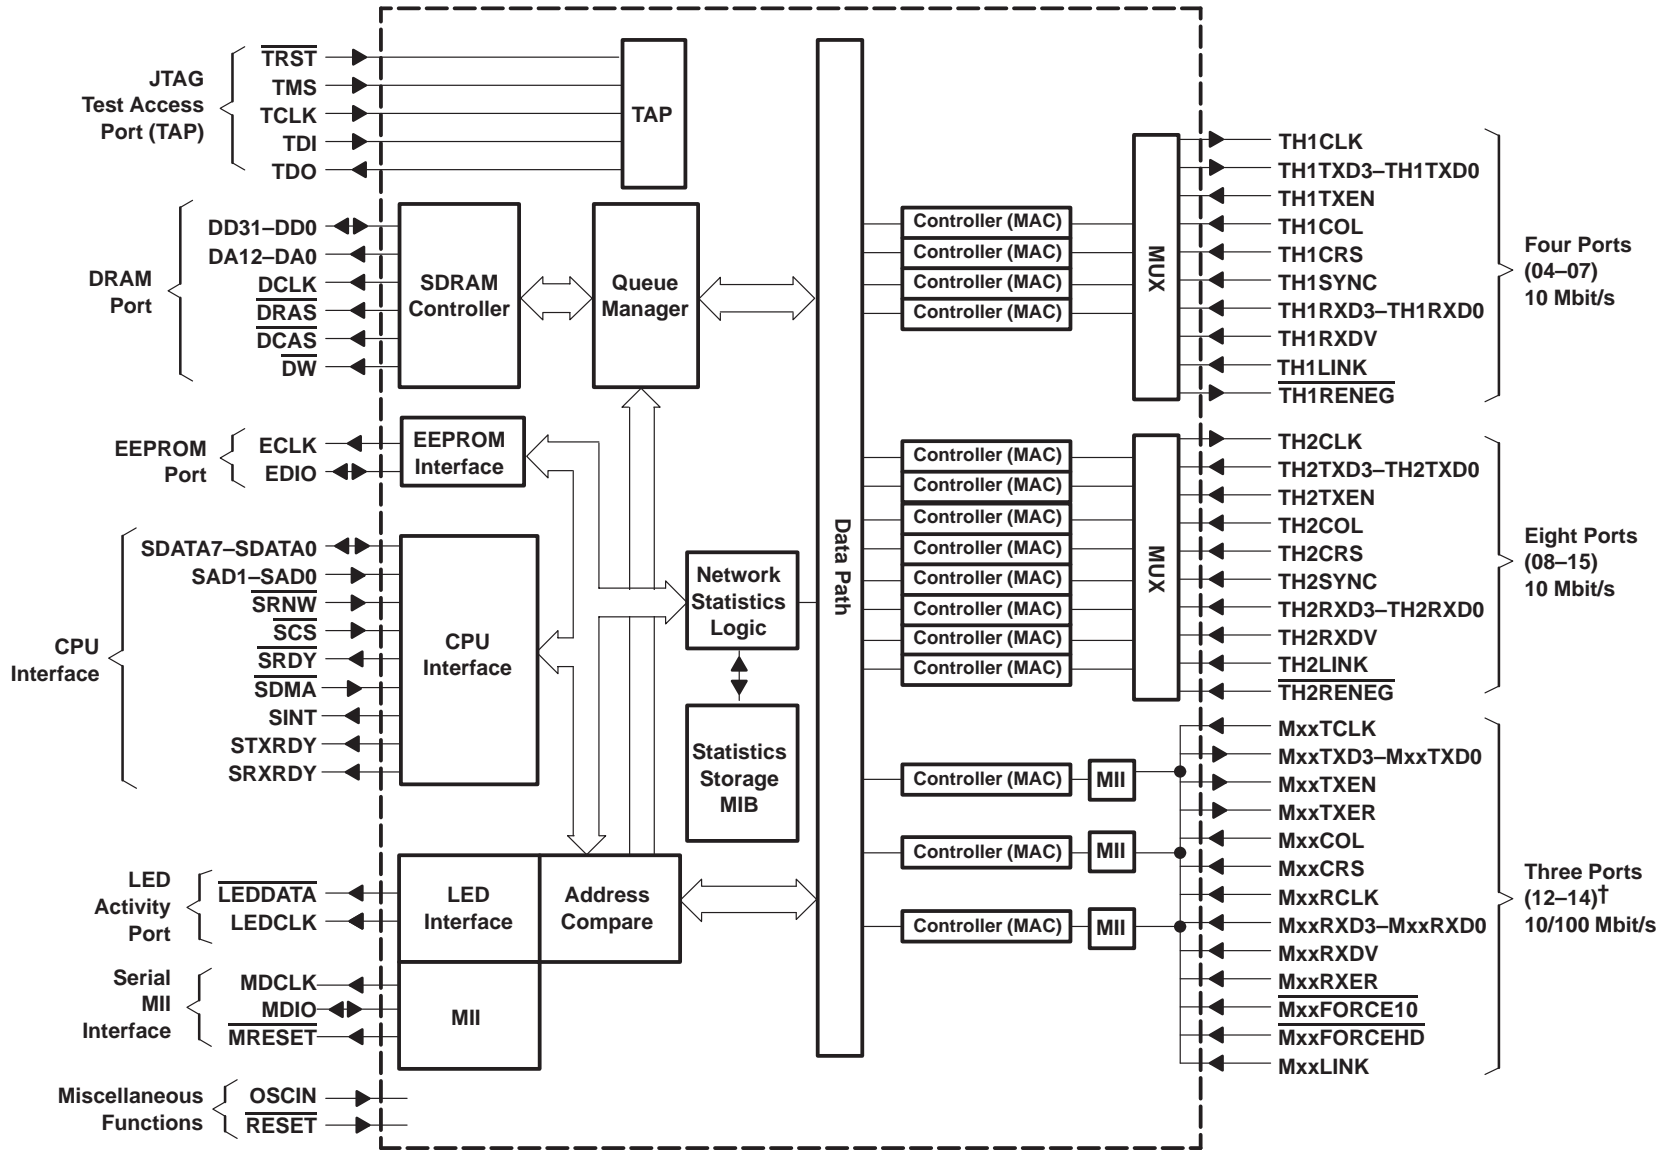 JTAG
Test Access
Port (TAP)
TRST
TMS
TCLK
TDI
TDO
TAP
DRAM
Port
DD31–DD0
DA12–DA0
DCLK
DRAS
DCAS
DW
SDRAM
Controller
Queue
Manager
EEPROM
Port
ECLK
EDIO
EEPROM
Interface
CPU
Interface
SDATA7–SDATA0
SAD1–SAD0
SRNW
SCS
SRDY
SDMA
SINT
STXRDY
SRXRDY
CPU
Interface
Network
Statistics
Logic
Statistics
Storage
MIB
LED
Activity
Port
LEDDATA
LEDCLK
LED
Interface
Address
Compare
Serial
MII
Interface
MDCLK
MDIO
MRESET
MII
Miscellaneous
Functions
OSCIN
RESET
Data Path
Controller (MAC)
Controller (MAC)
Controller (MAC)
Controller (MAC)
MUX
TH1CLK
TH1TXD3–TH1TXD0
TH1TXEN
TH1COL
TH1CRS
TH1SYNC
TH1RXD3–TH1RXD0
TH1RXDV
TH1LINK
TH1RENEG
Four Ports
(04–07)
10 Mbit/s
Controller (MAC)
Controller (MAC)
Controller (MAC)
Controller (MAC)
Controller (MAC)
Controller (MAC)
Controller (MAC)
Controller (MAC)
MUX
TH2CLK
TH2TXD3–TH2TXD0
TH2TXEN
TH2COL
TH2CRS
TH2SYNC
TH2RXD3–TH2RXD0
TH2RXDV
TH2LINK
TH2RENEG
Eight Ports
(08–15)
10 Mbit/s
Controller (MAC)
MII
Controller (MAC)
MII
Controller (MAC)
MII
MxxTCLK
MxxTXD3–MxxTXD0
MxxTXEN
MxxTXER
MxxCOL
MxxCRS
MxxRCLK
MxxRXD3–MxxRXD0
MxxRXDV
MxxRXER
MxxFORCE10
MxxFORCEHD
MxxLINK
Three Ports
(12–14)†
10/100 Mbit/s